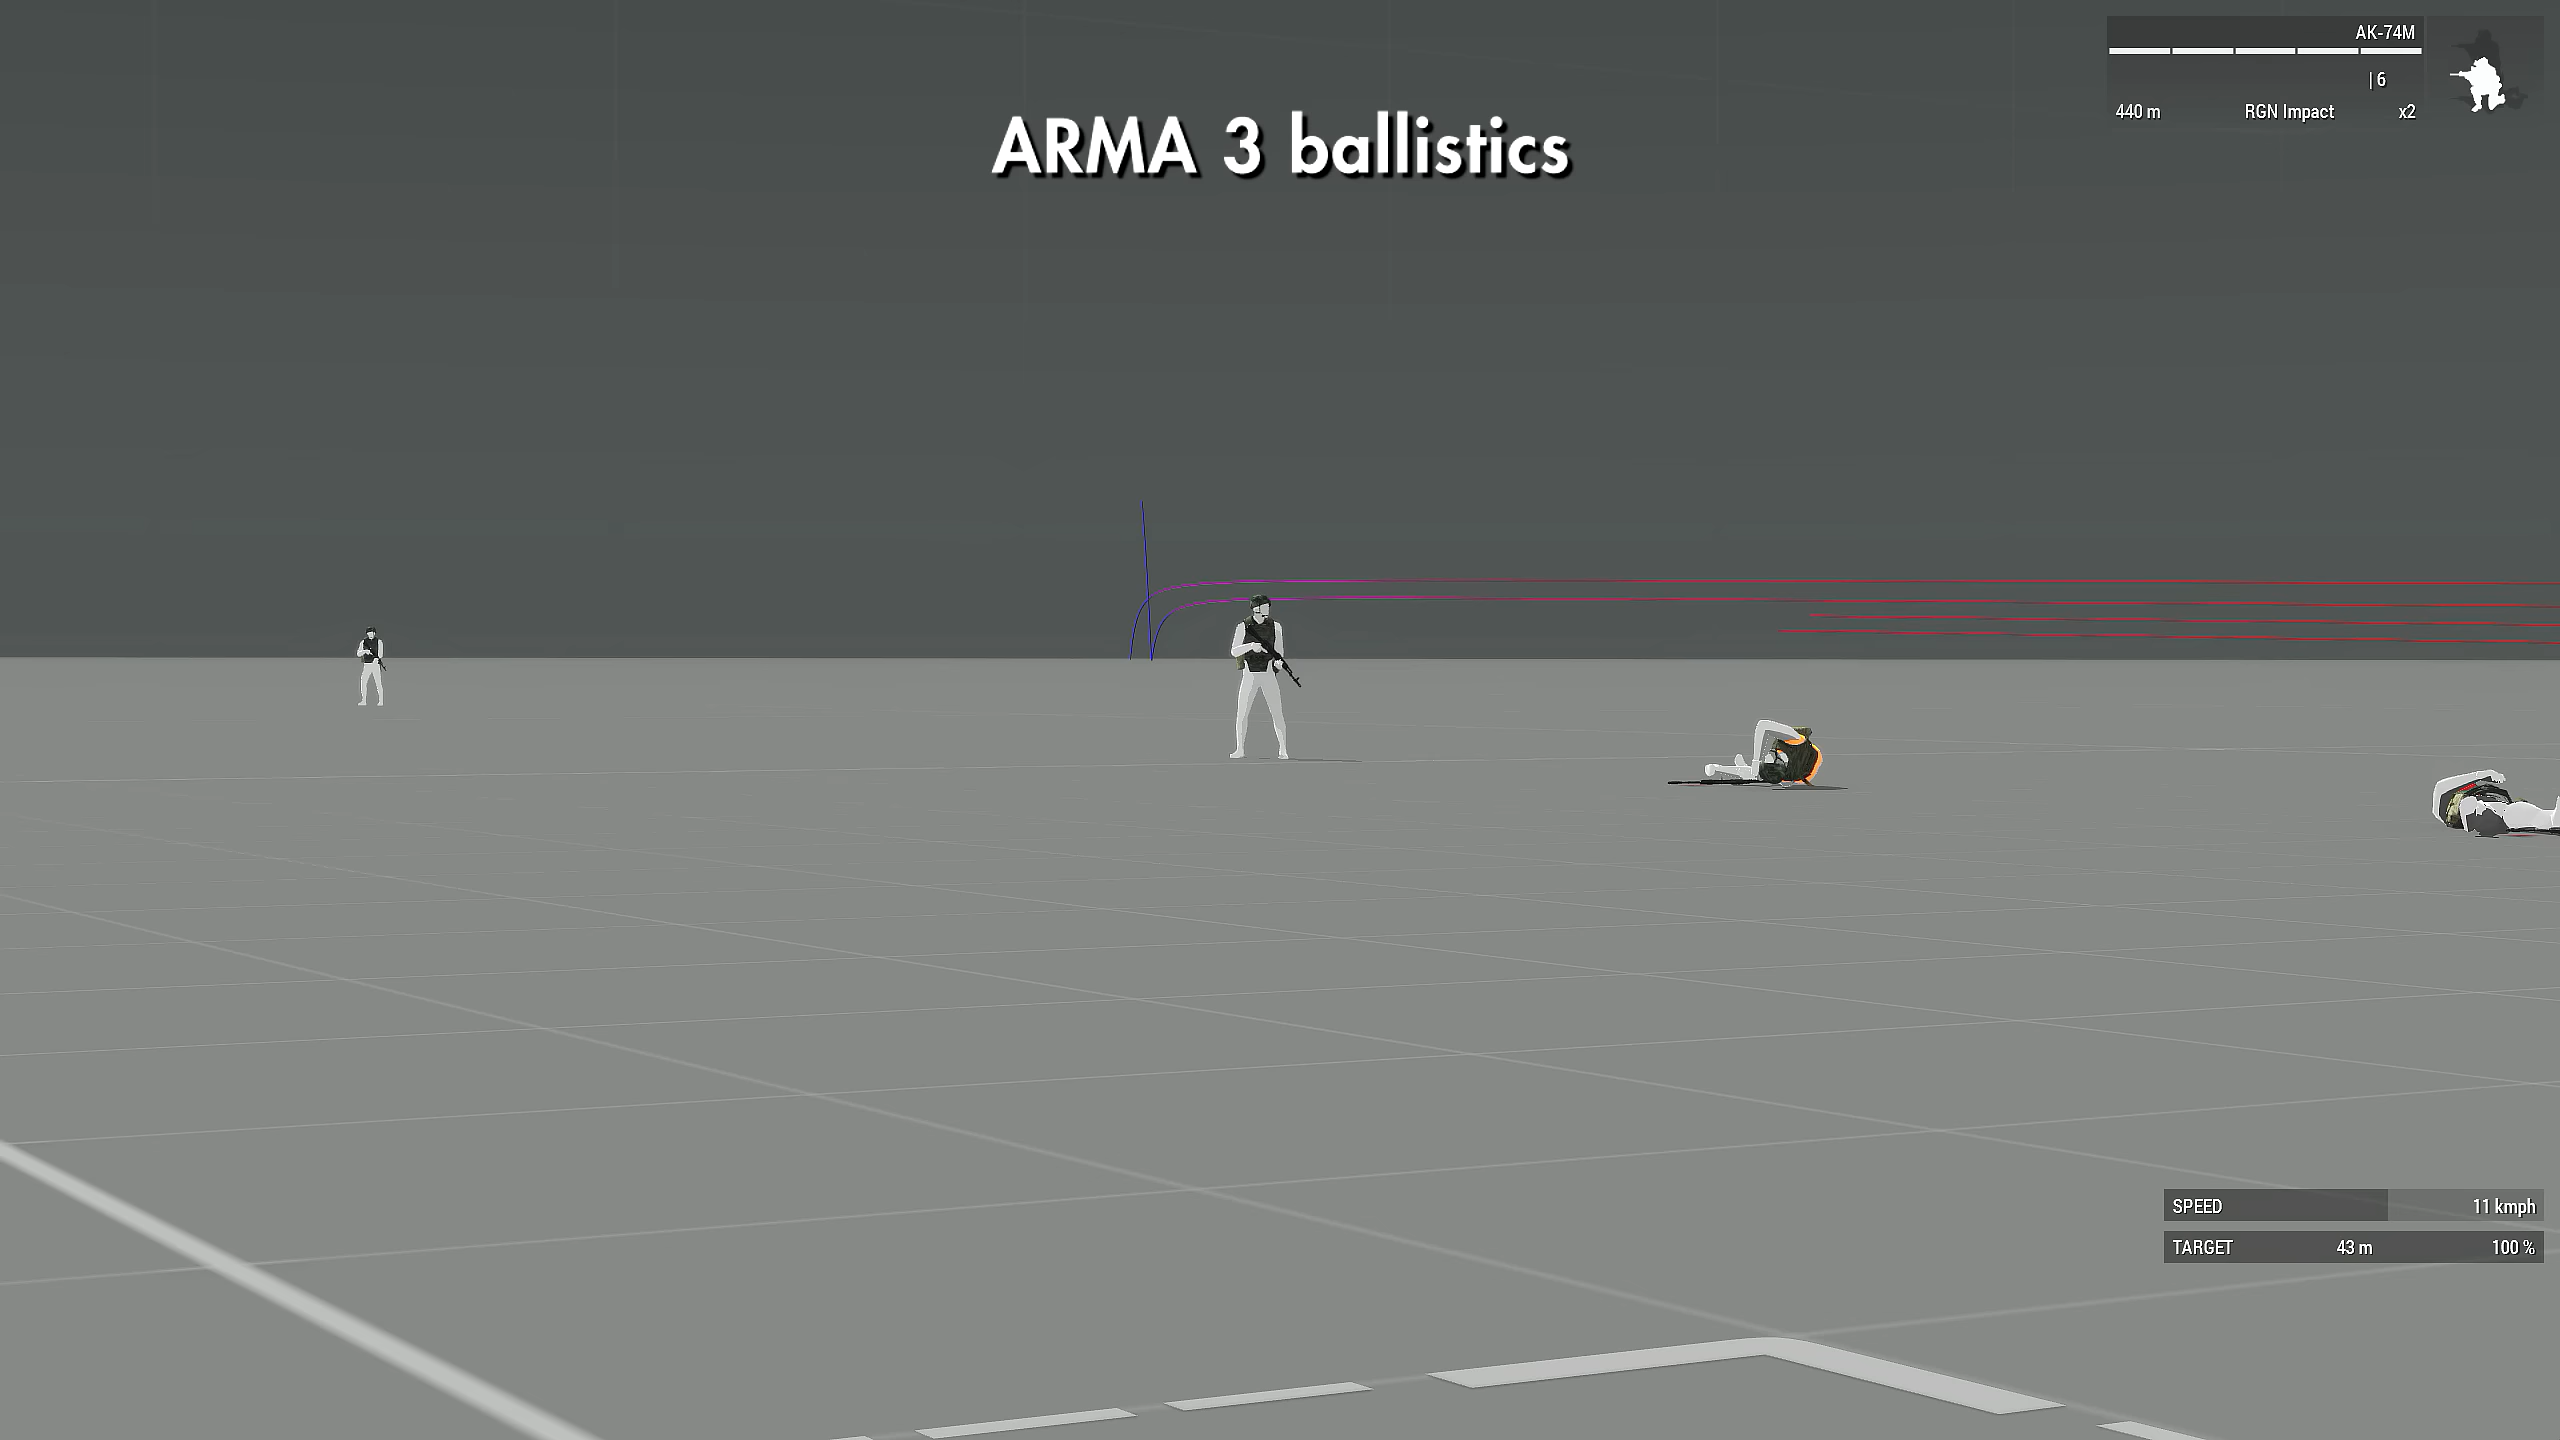 AK-74M
| 6
440 m RGN Impact x2
ARMA 3 ballistics
SPEED 11 kmph
TARGET 43 m 100 %